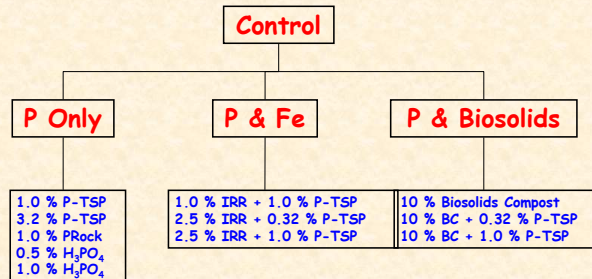 Control
P Only
P & Fe
P & Biosolids
1.0 % P-TSP
3.2 % P-TSP
1.0 % PRock
0.5 % H₃PO₄
1.0 % H₃PO₄
1.0 % IRR + 1.0 % P-TSP
2.5 % IRR + 0.32 % P-TSP
2.5 % IRR + 1.0 % P-TSP
10 % Biosolids Compost
10 % BC + 0.32 % P-TSP
10 % BC + 1.0 % P-TSP